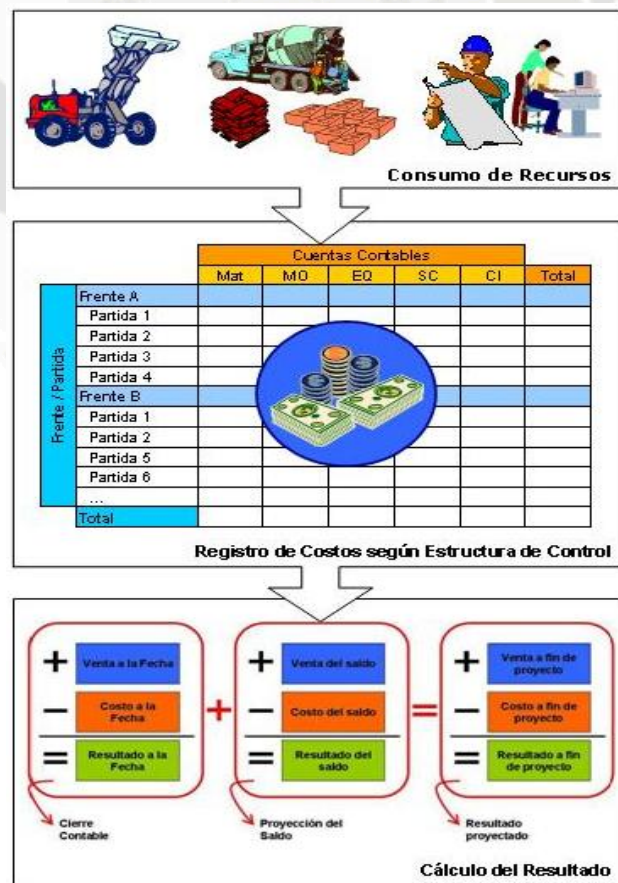 Consumo de Recursos
Cuentas Contables
Mat MO EQ SC CI Total
Frente / Partida
Frente A
Partida 1
Partida 2
Partida 3
Partida 4
Frente B
Partida 1
Partida 2
Partida 5
Partida 6
...
Total
Registro de Costos según Estructura de Control
+ Venta a la Fecha + Venta del saldo + Venta a fin de
proyecto
− Costo a la
Fecha + − Costo del saldo = − Costo a fin de
proyecto
= Resultado a la
Fecha = Resultado del
saldo = Resultado a fin
de proyecto
Cierre
Contable
Proyección del
Saldo
Resultado
proyectado
Cálculo del Resultado